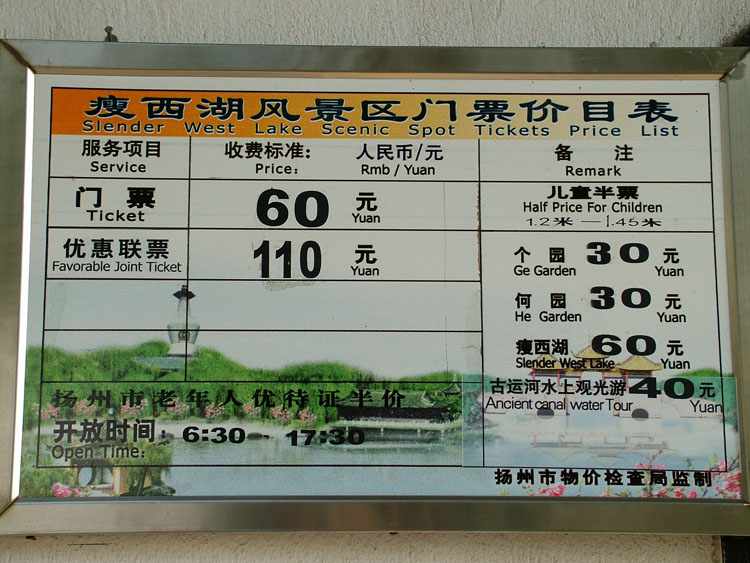 瘦西湖风景区门票价目表
Slender West Lake Scenic Spot Tickets Price List
服务项目 收费标准: 人民币/元 备注
Service Price: Rmb / Yuan Remark
门票 60 元 儿童半票
Ticket Yuan Half Price For Children
1.2米 — 1.45米
优惠联票 110 元 个园 30 元
Favorable Joint Ticket Yuan Ge Garden Yuan
何园 30 元
He Garden Yuan
瘦西湖 60 元
Slender West Lake Yuan
扬州市老年人优待证半价 古运河水上观光游 40 元
Ancient canal water Tour Yuan
开放时间: 6:30 ~ 17:30
Open Time:
扬州市物价检查局监制